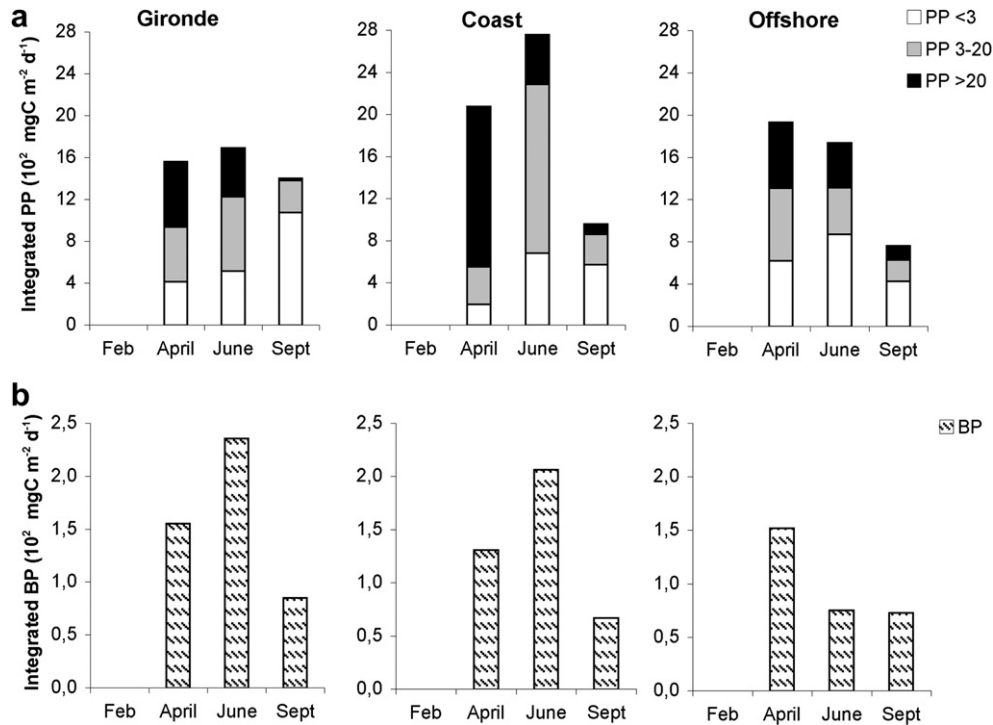 a
Gironde
Coast
Offshore
PP <3
PP 3-20
PP >20
Integrated PP (10² mgC m⁻² d⁻¹)
28
24
20
16
12
8
4
0
Feb April June Sept
28
24
20
16
12
8
4
0
Feb April June Sept
28
24
20
16
12
8
4
0
Feb April June Sept
b
BP
Integrated BP (10² mgC m⁻² d⁻¹)
2,5
2,0
1,5
1,0
0,5
0,0
Feb April June Sept
2,5
2,0
1,5
1,0
0,5
0,0
Feb April June Sept
2,5
2,0
1,5
1,0
0,5
0,0
Feb April June Sept